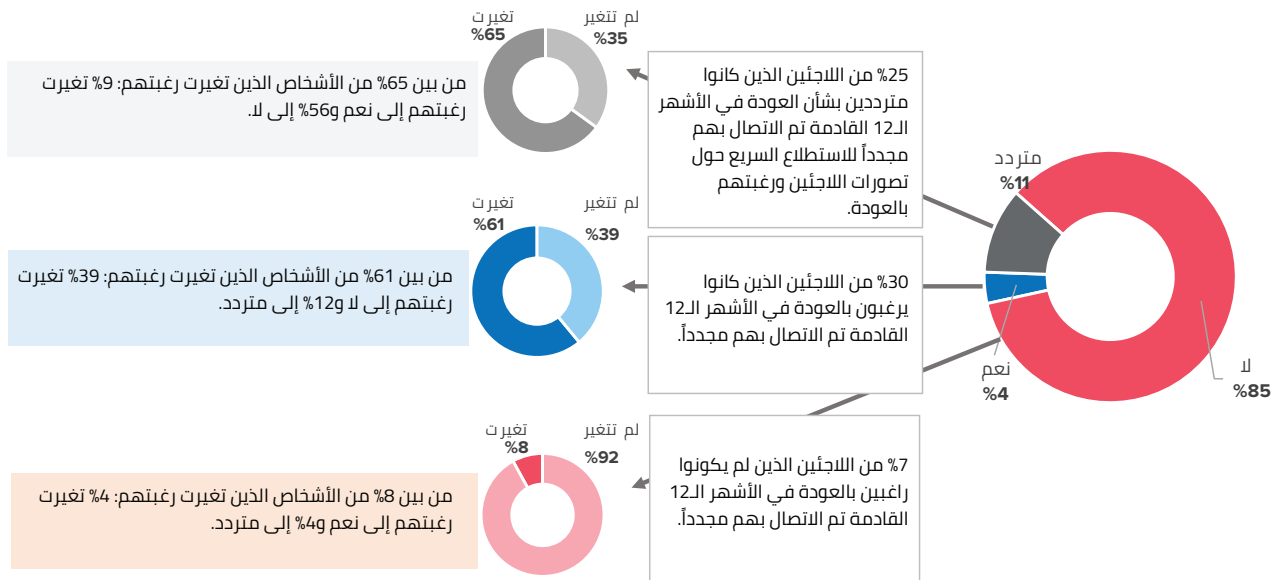 متردد
%11
لا
%85
نعم
%4
%25 من اللاجئين الذين كانوا
مترددين بشأن العودة في الأشهر
الـ12 القادمة تم الاتصال بهم
مجدداً للاستطلاع السريع حول
تصورات اللاجئين ورغبتهم
بالعودة.
لم تتغير
%35
تغيرت
%65
من بين 65% من الأشخاص الذين تغيرت رغبتهم: 9% تغيرت
رغبتهم إلى نعم و56% إلى لا.
%30 من اللاجئين الذين كانوا
يرغبون بالعودة في الأشهر الـ12
القادمة تم الاتصال بهم مجدداً.
لم تتغير
%39
تغيرت
%61
من بين 61% من الأشخاص الذين تغيرت رغبتهم: 39% تغيرت
رغبتهم إلى لا و12% إلى متردد.
%7 من اللاجئين الذين لم يكونوا
راغبين بالعودة في الأشهر الـ12
القادمة تم الاتصال بهم مجدداً.
لم تتغير
%92
تغيرت
%8
من بين 8% من الأشخاص الذين تغيرت رغبتهم: 4% تغيرت
رغبتهم إلى نعم و4% إلى متردد.